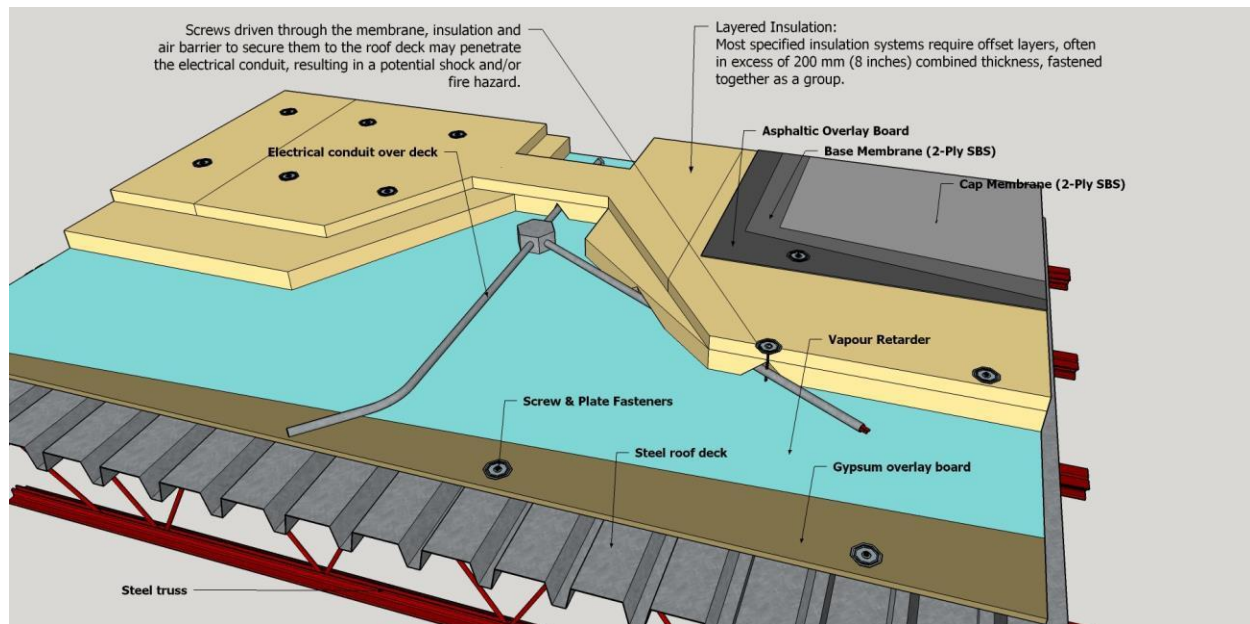 Screws driven through the membrane, insulation and
air barrier to secure them to the roof deck may penetrate
the electrical conduit, resulting in a potential shock and/or
fire hazard.
Layered Insulation:
Most specified insulation systems require offset layers, often
in excess of 200 mm (8 inches) combined thickness, fastened
together as a group.
Asphaltic Overlay Board
Base Membrane (2-Ply SBS)
Electrical conduit over deck
Cap Membrane (2-Ply SBS)
Vapour Retarder
Screw & Plate Fasteners
Steel roof deck
Gypsum overlay board
Steel truss